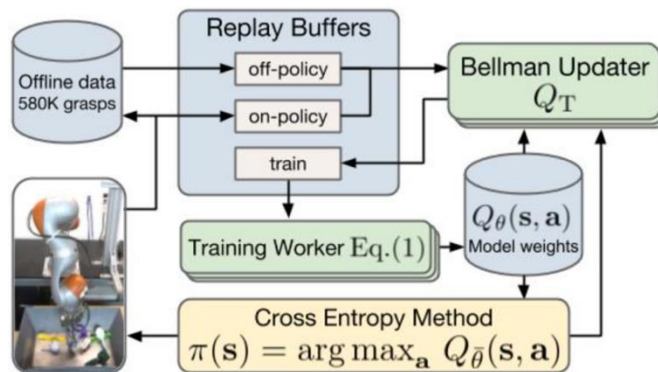 Replay Buffers
Offline data
580K grasps
off-policy
on-policy
train
Bellman Updater
Q_T
Training Worker Eq.(1)
Q_θ(s, a)
Model weights
Cross Entropy Method
π(s) = arg max_a Q_θ̄(s, a)